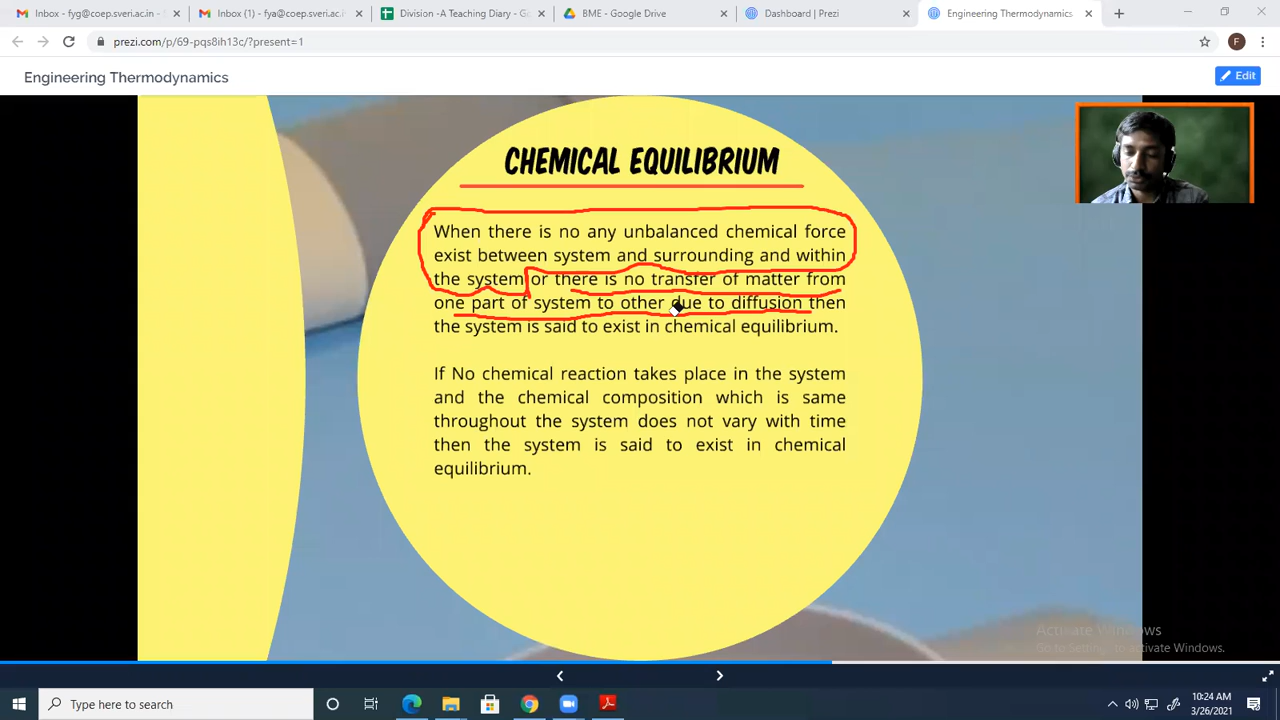 Inbox - fyg@coep.sveri.ac.in -
Inbox (1) - fya@coep.sveri.ac.in
Division -A Teaching Diary - Go
BME - Google Drive
Dashboard | Prezi
Engineering Thermodynamics
prezi.com/p/69-pqs8ih13c/?present=1
F
Engineering Thermodynamics
Edit
CHEMICAL EQUILIBRIUM
When there is no any unbalanced chemical force
exist between system and surrounding and within
the system or there is no transfer of matter from
one part of system to other due to diffusion then
the system is said to exist in chemical equilibrium.
If No chemical reaction takes place in the system
and the chemical composition which is same
throughout the system does not vary with time
then the system is said to exist in chemical
equilibrium.
Activate Windows
Go to Settings to activate Windows.
Type here to search
10:24 AM
3/26/2021